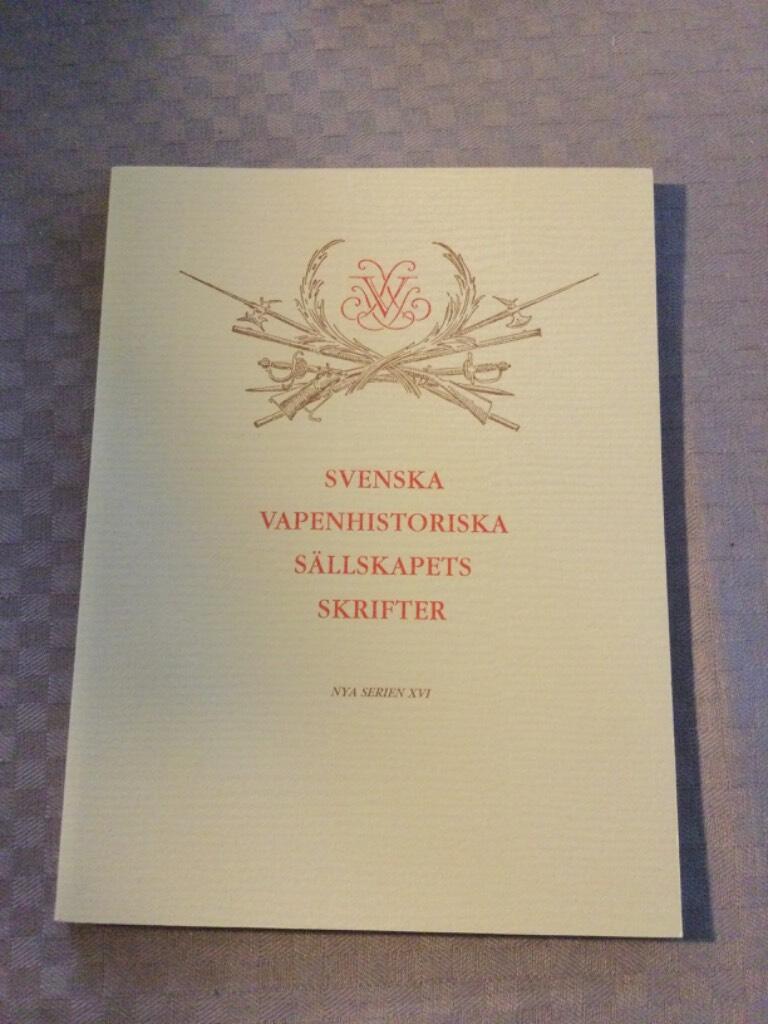 SVENSKA
VAPENHISTORISKA
SÄLLSKAPETS
SKRIFTER
NYA SERIEN XVI